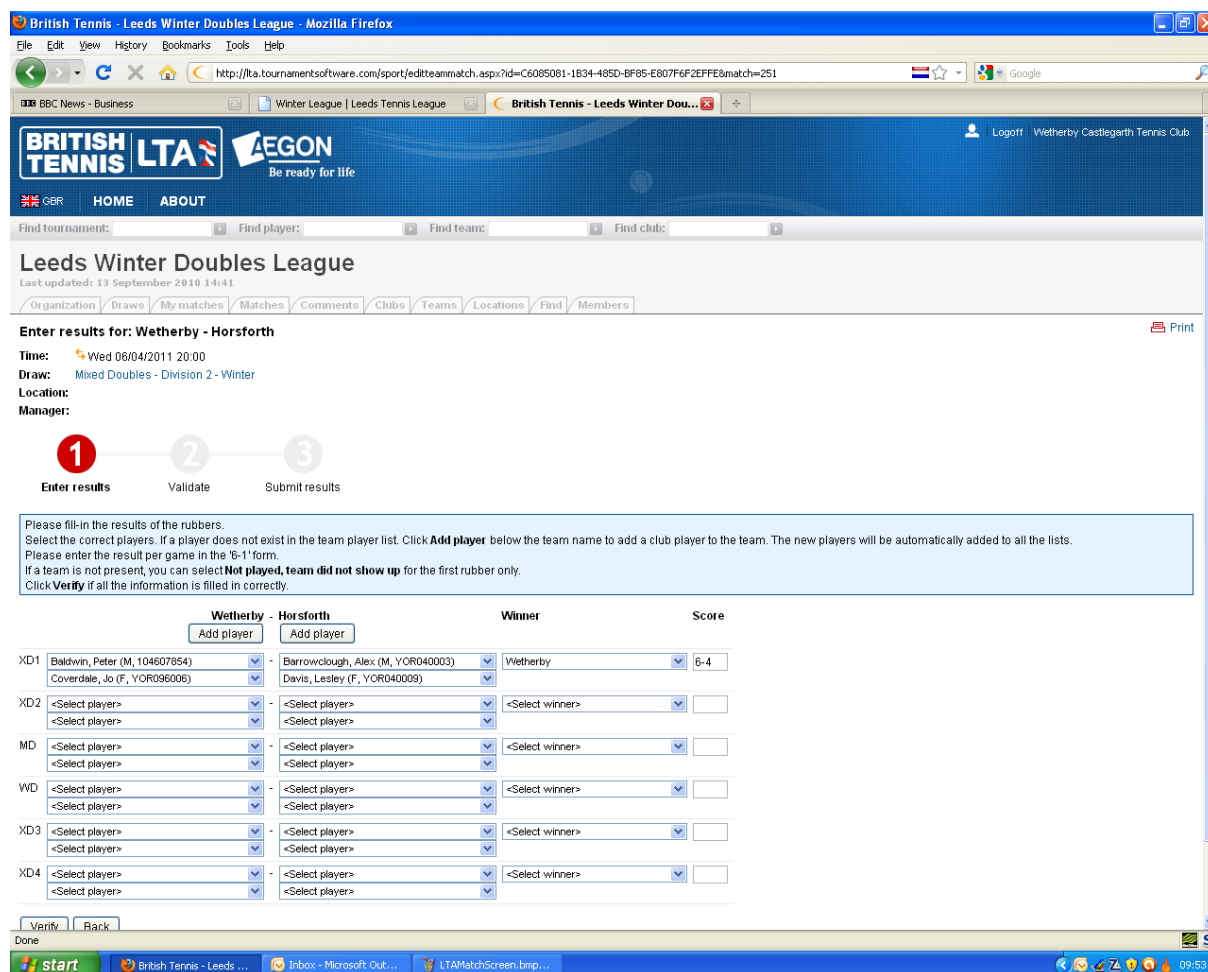 British Tennis - Leeds Winter Doubles League - Mozilla Firefox
File Edit View History Bookmarks Tools Help
http://lta.tournamentsoftware.com/sport/editteammatch.aspx?id=C6085081-1B34-485D-BF85-E807F6F2EFFE&match=251
Google
BBC News - Business
Winter League | Leeds Tennis League
British Tennis - Leeds Winter Dou...
BRITISH TENNIS LTA AEGON
Be ready for life
Logoff Wetherby Castlegarth Tennis Club
GBR HOME ABOUT
Find tournament: Find player: Find team: Find club:
Leeds Winter Doubles League
Last updated: 13 September 2010 14:41
Organization Draws My matches Matches Comments Clubs Teams Locations Find Members
Enter results for: Wetherby - Horsforth
Print
Time: Wed 06/04/2011 20:00
Draw: Mixed Doubles - Division 2 - Winter
Location:
Manager:
1 2 3
Enter results Validate Submit results
Please fill-in the results of the rubbers.
Select the correct players. If a player does not exist in the team player list. Click Add player below the team name to add a club player to the team. The new players will be automatically added to all the lists.
Please enter the result per game in the '6-1' form.
If a team is not present, you can select Not played, team did not show up for the first rubber only.
Click Verify if all the information is filled in correctly.
Wetherby - Horsforth Winner Score
Add player Add player
XD1 Baldwin, Peter (M, 104607854) - Barrowclough, Alex (M, YOR040003) Wetherby 6-4
Coverdale, Jo (F, YOR096006) Davis, Lesley (F, YOR040009)
XD2 <Select player> - <Select player> <Select winner>
<Select player> <Select player>
MD <Select player> - <Select player> <Select winner>
<Select player> <Select player>
WD <Select player> - <Select player> <Select winner>
<Select player> <Select player>
XD3 <Select player> - <Select player> <Select winner>
<Select player> <Select player>
XD4 <Select player> - <Select player> <Select winner>
<Select player> <Select player>
Verify Back
Done
start British Tennis - Leeds ... Inbox - Microsoft Out... LTAMatchScreen.bmp... 09:53